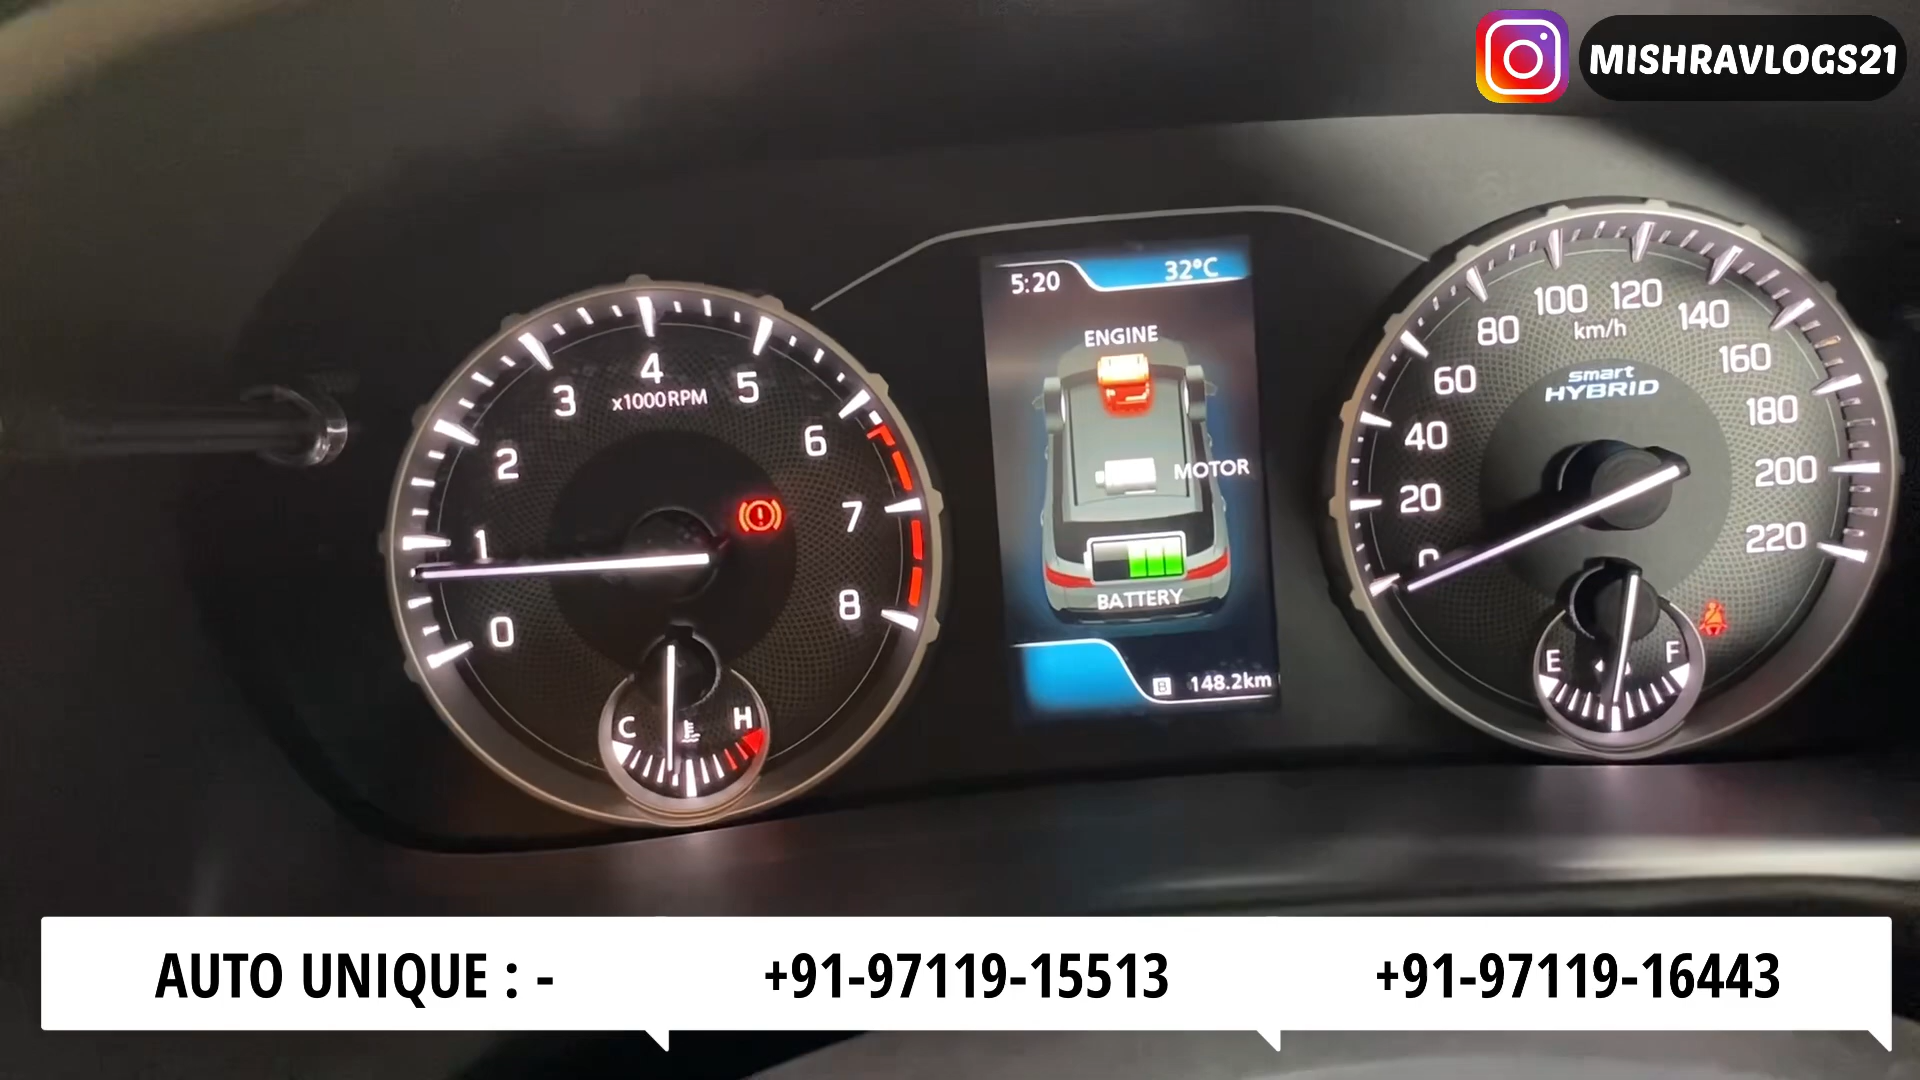 MISHRAVLOGS21
5:20
32°C
ENGINE
MOTOR
BATTERY
B 148.2km
0
1
2
3
4
5
6
7
8
x1000RPM
C
H
0
20
40
60
80
100
120
140
160
180
200
220
km/h
smart
HYBRID
E
F
AUTO UNIQUE : -
+91-97119-15513
+91-97119-16443